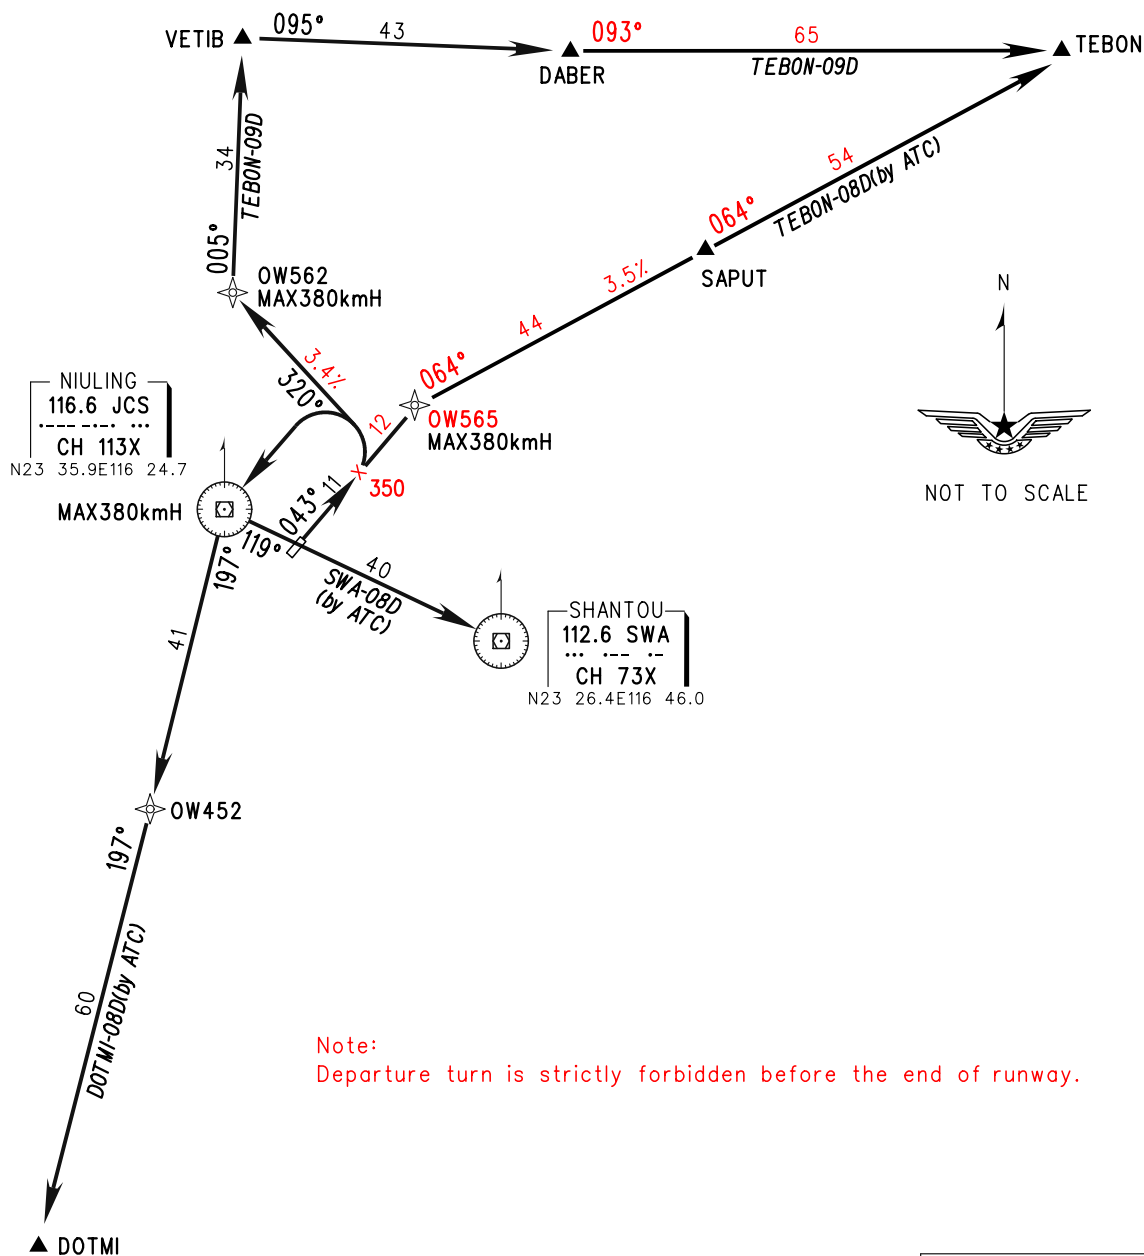 VETIB
095°
43
DABER
093°
65
TEBON-09D
TEBON
34
TEBON-09D
005°
OW562
MAX380kmH
54
TEBON-08D(by ATC)
064°
SAPUT
3.5%
44
064°
OW565
MAX380kmH
3.4%
320°
12
N
NOT TO SCALE
NIULING
116.6 JCS
·--- -·-· ···
CH 113X
N23 35.9E116 24.7
MAX380kmH
350
11
043°
119°
40
SWA-08D
(by ATC)
197°
41
SHANTOU
112.6 SWA
··· ·-- ·-
CH 73X
N23 26.4E116 46.0
OW452
197°
60
DOTMI-08D(by ATC)
Note:
Departure turn is strictly forbidden before the end of runway.
DOTMI